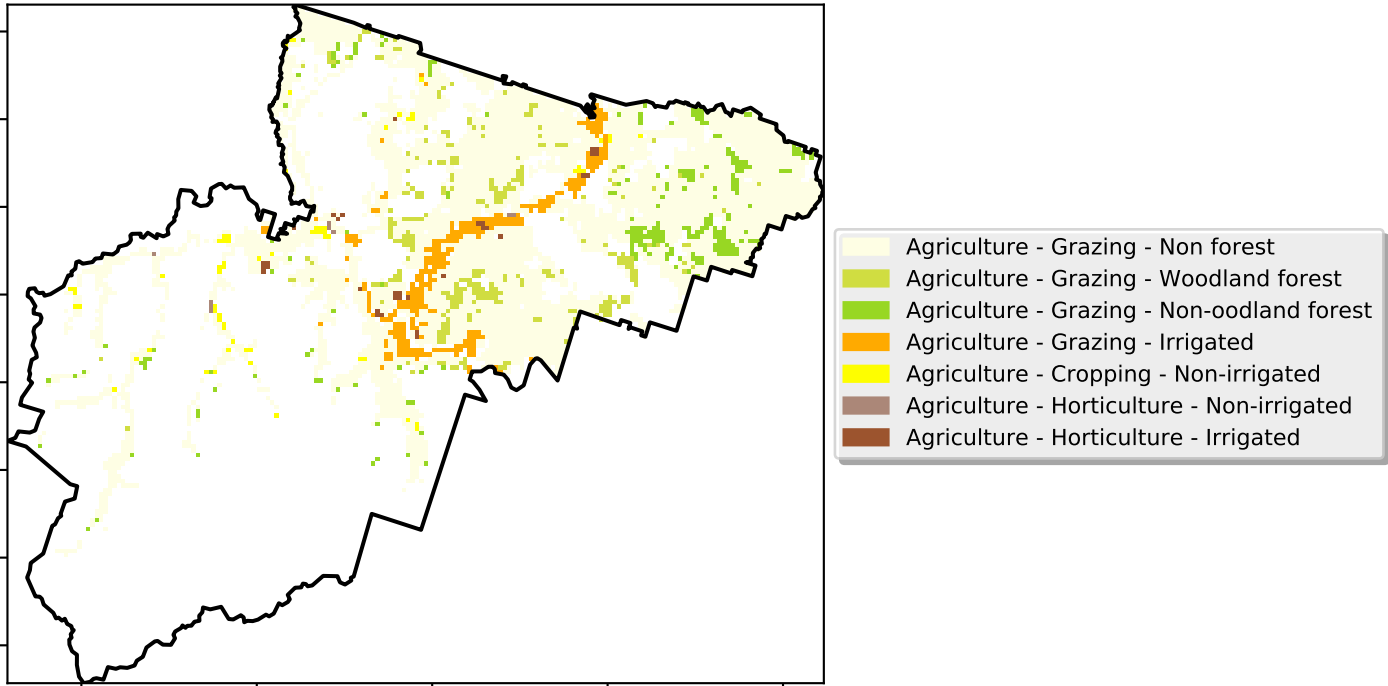 Agriculture - Grazing - Non forest
Agriculture - Grazing - Woodland forest
Agriculture - Grazing - Non-oodland forest
Agriculture - Grazing - Irrigated
Agriculture - Cropping - Non-irrigated
Agriculture - Horticulture - Non-irrigated
Agriculture - Horticulture - Irrigated